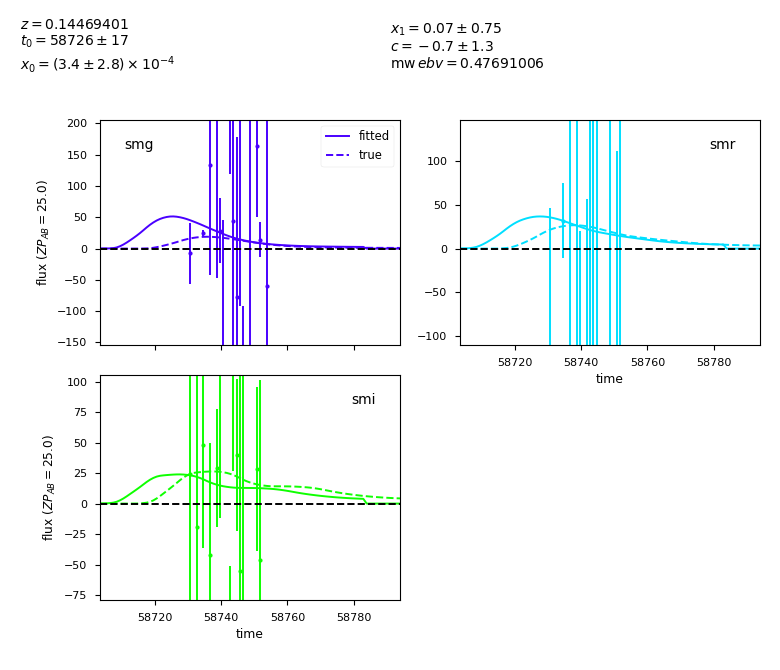 z = 0.14469401
t₀ = 58726 ± 17
x₀ = (3.4 ± 2.8) × 10⁻⁴
x₁ = 0.07 ± 0.75
c = −0.7 ± 1.3
mw ebv = 0.47691006
smg
fitted
true
200
150
100
50
0
−50
−100
−150
flux (ZP_AB = 25.0)
smr
100
50
0
−50
−100
58720 58740 58760 58780
time
smi
100
75
50
25
0
−25
−50
−75
flux (ZP_AB = 25.0)
58720 58740 58760 58780
time